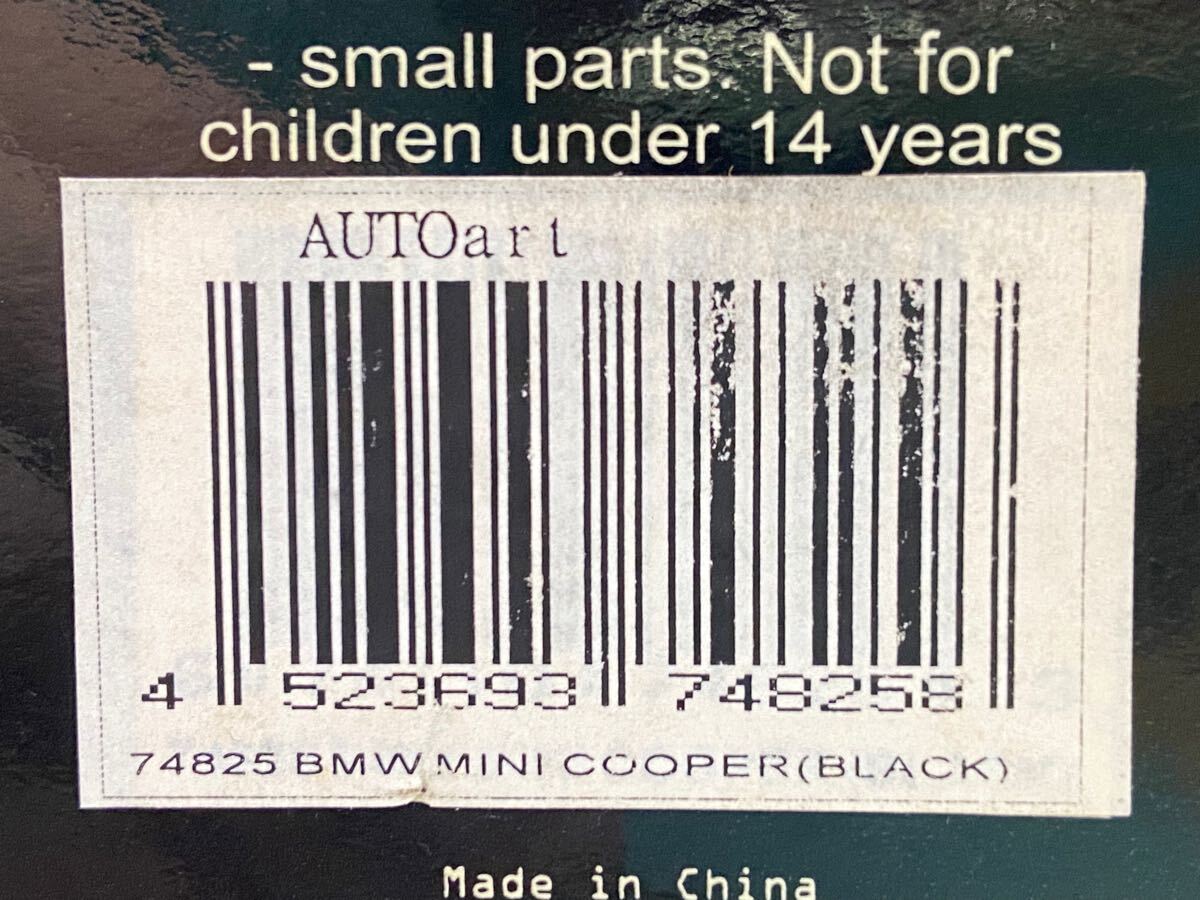 - small parts. Not for
children under 14 years
AUTOart
4 523693 748258
74825 BMW MINI COOPER(BLACK)
Made in China